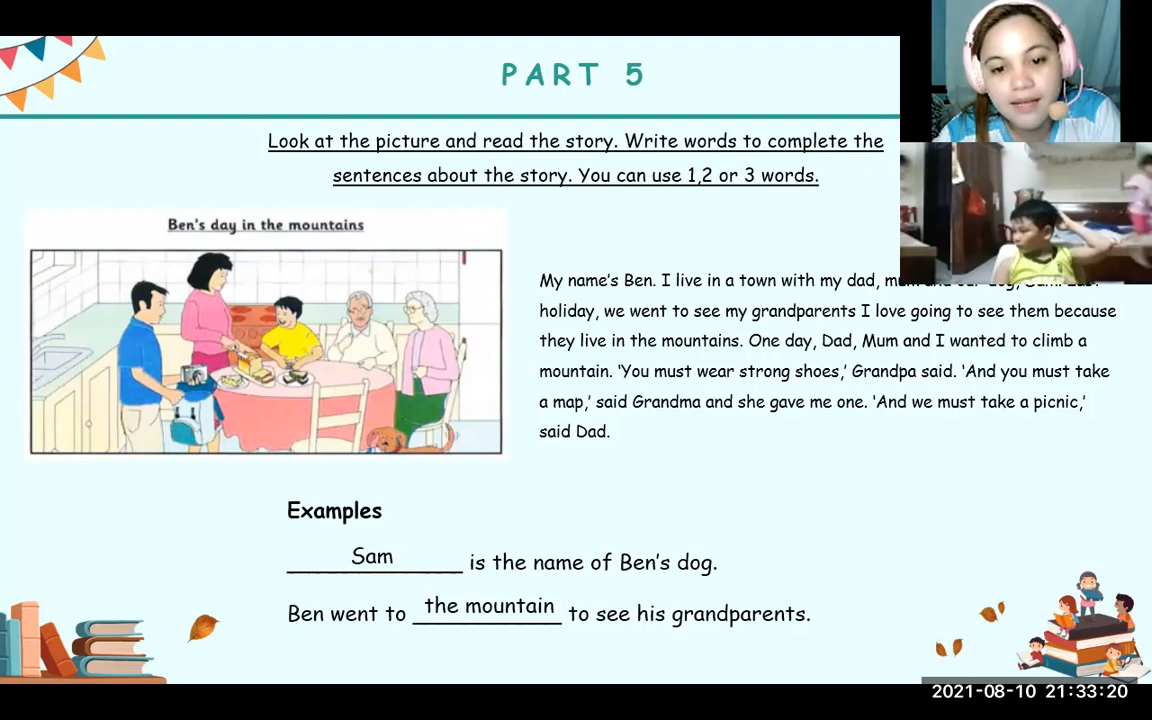 PART 5
Look at the picture and read the story. Write words to complete the
sentences about the story. You can use 1,2 or 3 words.
Ben's day in the mountains
My name's Ben. I live in a town with my dad,
holiday, we went to see my grandparents I love going to see them because
they live in the mountains. One day, Dad, Mum and I wanted to climb a
mountain. 'You must wear strong shoes,' Grandpa said. 'And you must take
a map,' said Grandma and she gave me one. 'And we must take a picnic,'
said Dad.
Examples
Sam is the name of Ben's dog.
Ben went to the mountain to see his grandparents.
2021-08-10 21:33:20